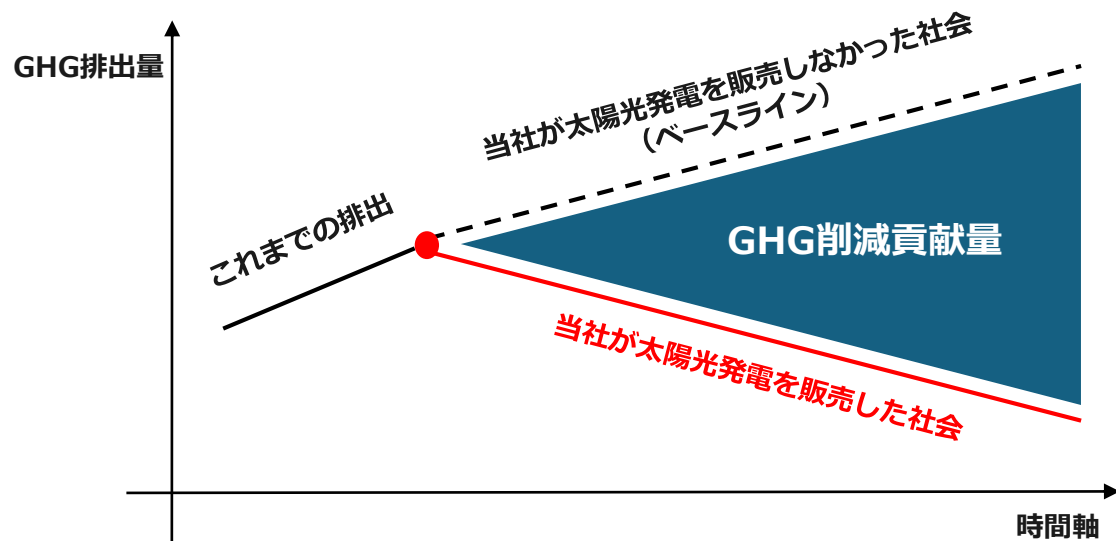 GHG排出量
当社が太陽光発電を販売しなかった社会
（ベースライン）
これまでの排出
GHG削減貢献量
当社が太陽光発電を販売した社会
時間軸